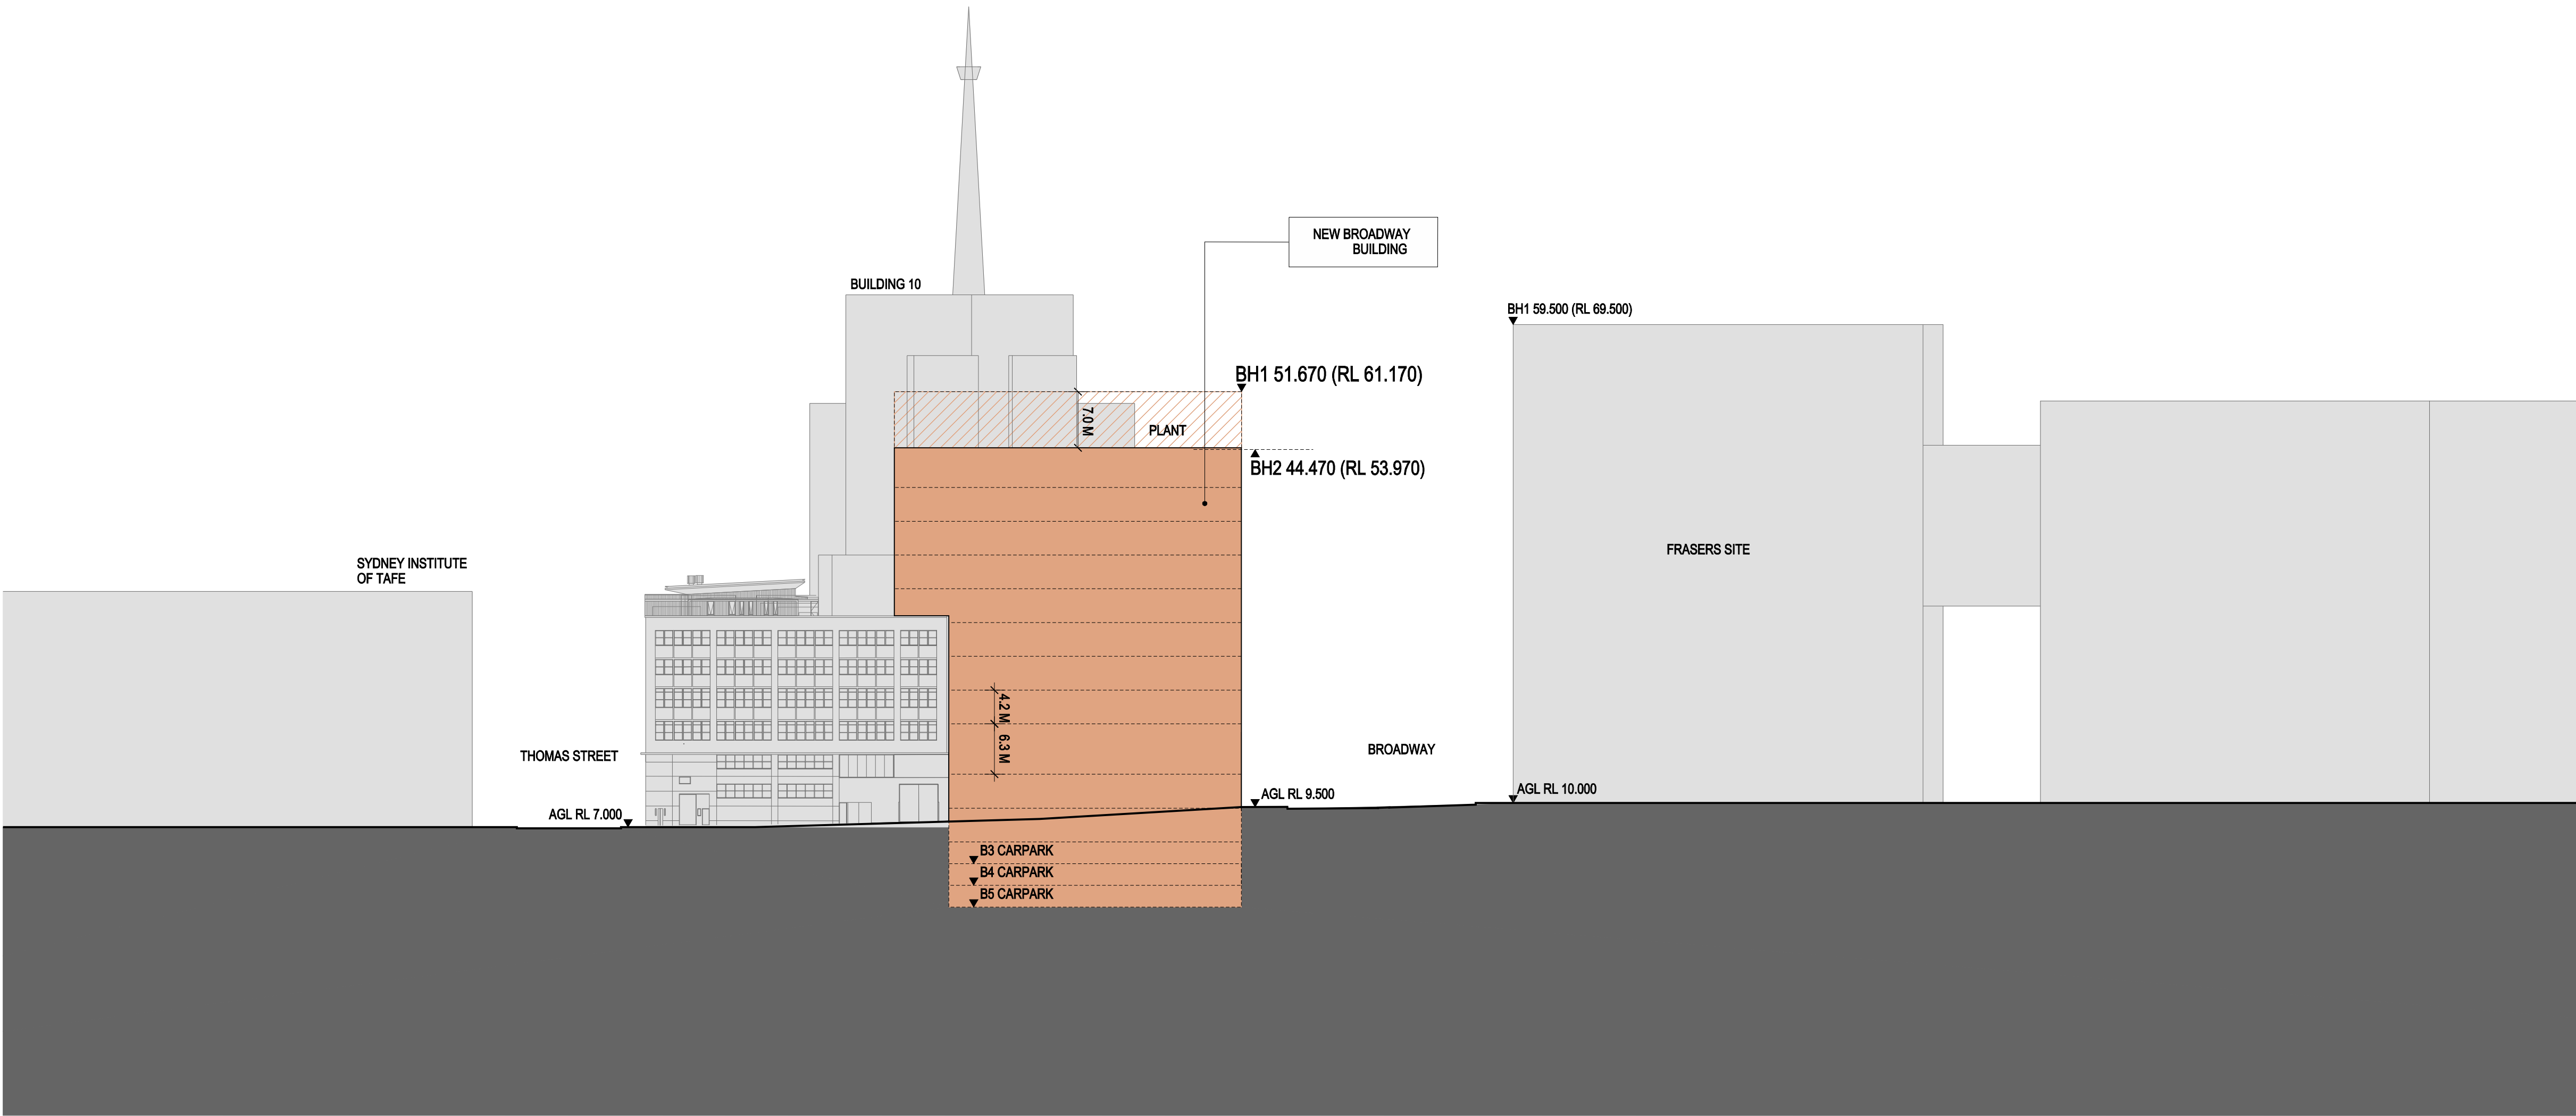 NEW BROADWAY
BUILDING
BUILDING 10
BH1 59.500 (RL 69.500)
BH1 51.670 (RL 61.170)
7.0 M
PLANT
BH2 44.470 (RL 53.970)
FRASERS SITE
SYDNEY INSTITUTE
OF TAFE
4.2 M
6.3 M
THOMAS STREET
BROADWAY
AGL RL 10.000
AGL RL 9.500
AGL RL 7.000
B3 CARPARK
B4 CARPARK
B5 CARPARK